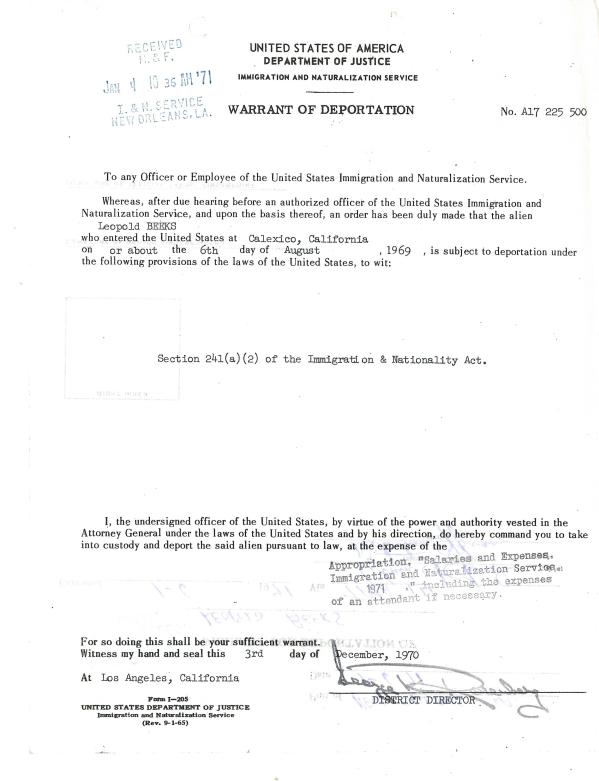 RECEIVED
JAN 4 10 36 AM '71
I. & N. SERVICE
NEW ORLEANS, LA.
UNITED STATES OF AMERICA
DEPARTMENT OF JUSTICE
IMMIGRATION AND NATURALIZATION SERVICE
WARRANT OF DEPORTATION
No. A17 225 500
To any Officer or Employee of the United States Immigration and Naturalization Service.
Whereas, after due hearing before an authorized officer of the United States Immigration and
Naturalization Service, and upon the basis thereof, an order has been duly made that the alien
Leopold BEEKS
who entered the United States at Calexico, California
on or about the 6th day of August , 1969 , is subject to deportation under
the following provisions of the laws of the United States, to wit:
Section 241(a)(2) of the Immigration & Nationality Act.
I, the undersigned officer of the United States, by virtue of the power and authority vested in the
Attorney General under the laws of the United States and by his direction, do hereby command you to take
into custody and deport the said alien pursuant to law, at the expense of the
Appropriation, "Salaries and Expenses,
Immigration and Naturalization Service,
1971 ," including the expenses
of an attendant if necessary.
For so doing this shall be your sufficient warrant.
Witness my hand and seal this 3rd day of December, 1970
At Los Angeles, California
DISTRICT DIRECTOR
Form I-205
UNITED STATES DEPARTMENT OF JUSTICE
Immigration and Naturalization Service
(Rev. 9-1-65)